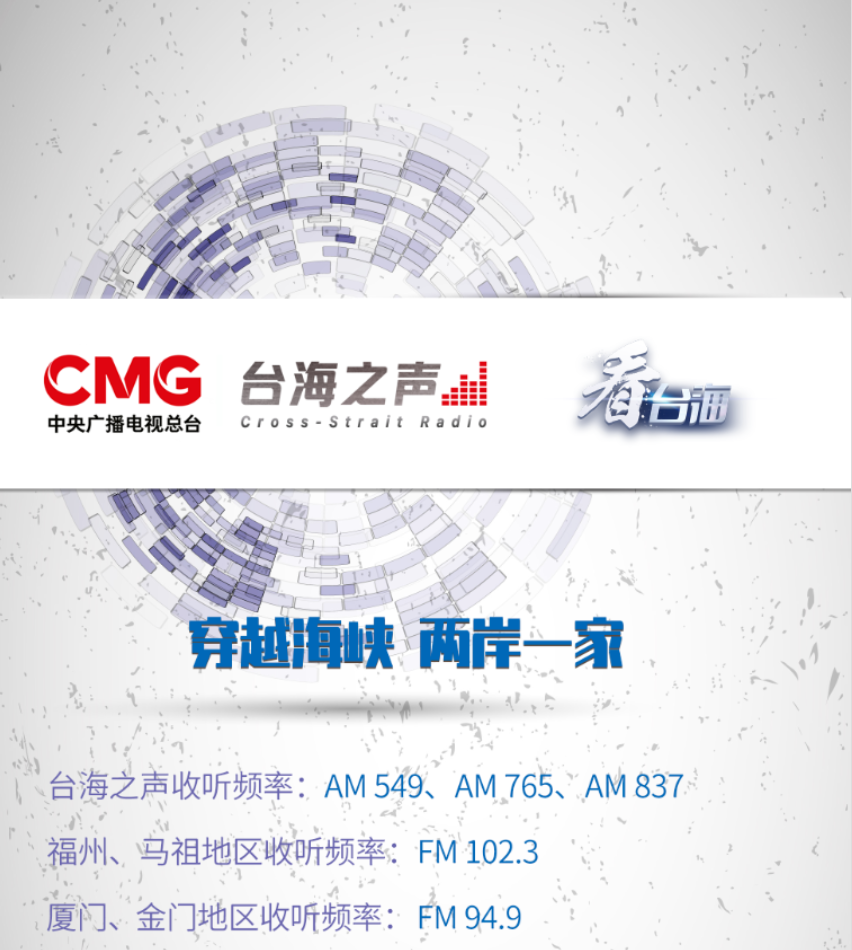 CMG
中央广播电视总台
台海之声
Cross-Strait Radio
看台海
穿越海峡 两岸一家
台海之声收听频率：AM 549、AM 765、AM 837
福州、马祖地区收听频率：FM 102.3
厦门、金门地区收听频率：FM 94.9